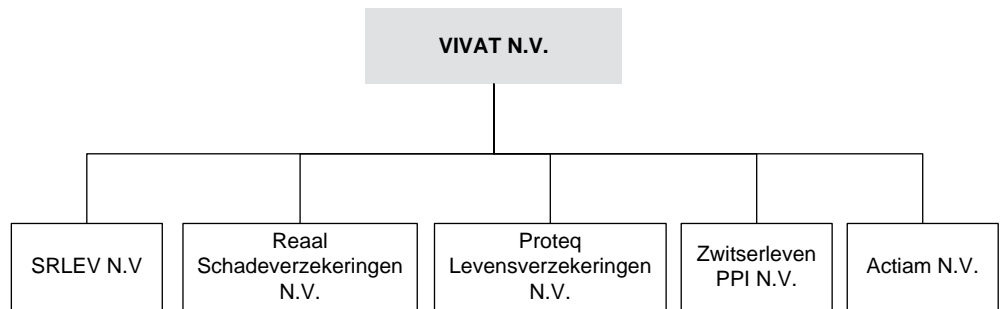 VIVAT N.V.
SRLEV N.V
Reaal
Schadeverzekeringen
N.V.
Proteq
Levensverzekeringen
N.V.
Zwitserleven
PPI N.V.
Actiam N.V.